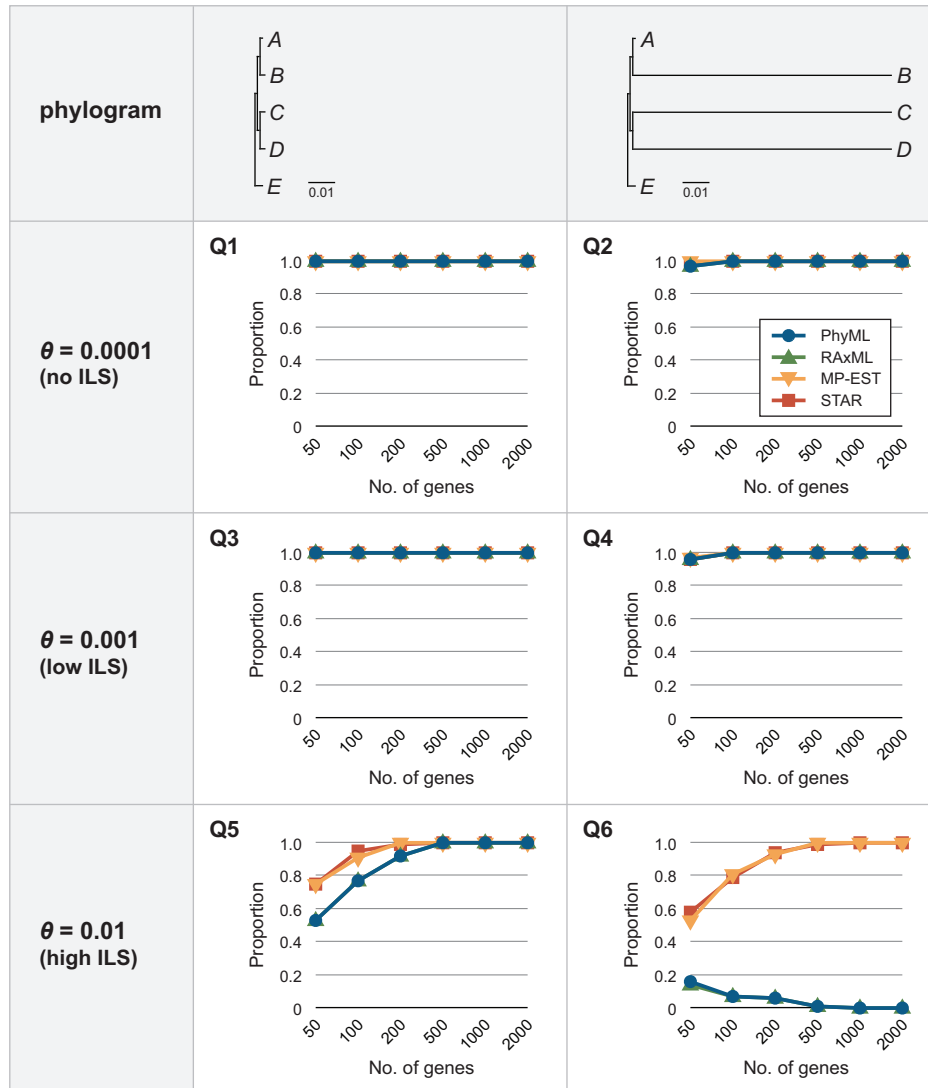 phylogram
A
B
C
D
E
0.01
A
B
C
D
E
0.01
θ = 0.0001
(no ILS)
Q1
Proportion
1.0
0.8
0.6
0.4
0.2
0
50
100
200
500
1000
2000
No. of genes
Q2
Proportion
1.0
0.8
0.6
0.4
0.2
0
PhyML
RAxML
MP-EST
STAR
50
100
200
500
1000
2000
No. of genes
θ = 0.001
(low ILS)
Q3
Proportion
1.0
0.8
0.6
0.4
0.2
0
50
100
200
500
1000
2000
No. of genes
Q4
Proportion
1.0
0.8
0.6
0.4
0.2
0
50
100
200
500
1000
2000
No. of genes
θ = 0.01
(high ILS)
Q5
Proportion
1.0
0.8
0.6
0.4
0.2
0
50
100
200
500
1000
2000
No. of genes
Q6
Proportion
1.0
0.8
0.6
0.4
0.2
0
50
100
200
500
1000
2000
No. of genes